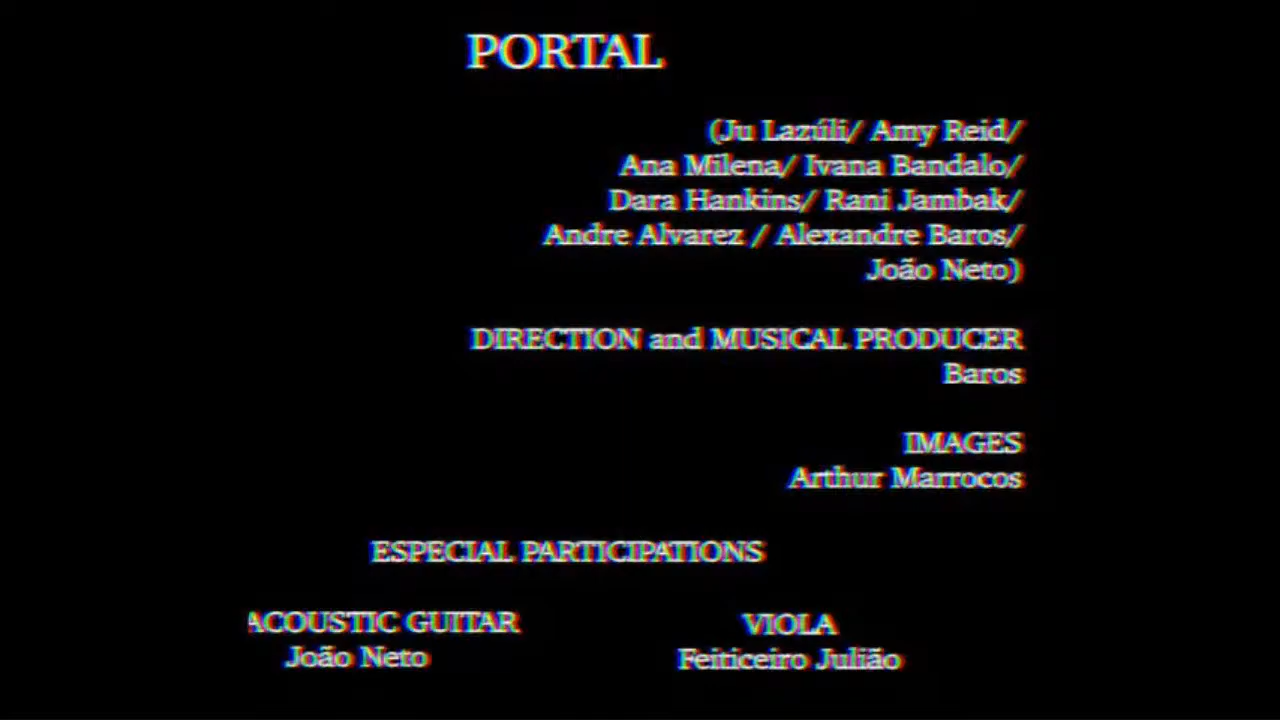 PORTAL
(Ju Lazúli/ Amy Reid/
Ana Milena/ Ivana Bandalo/
Dara Hankins/ Rani Jambak/
Andre Alvarez / Alexandre Baros/
João Neto)
DIRECTION and MUSICAL PRODUCER
Baros
IMAGES
Arthur Marrocos
ESPECIAL PARTICIPATIONS
ACOUSTIC GUITAR
João Neto
VIOLA
Feiticeiro Julião